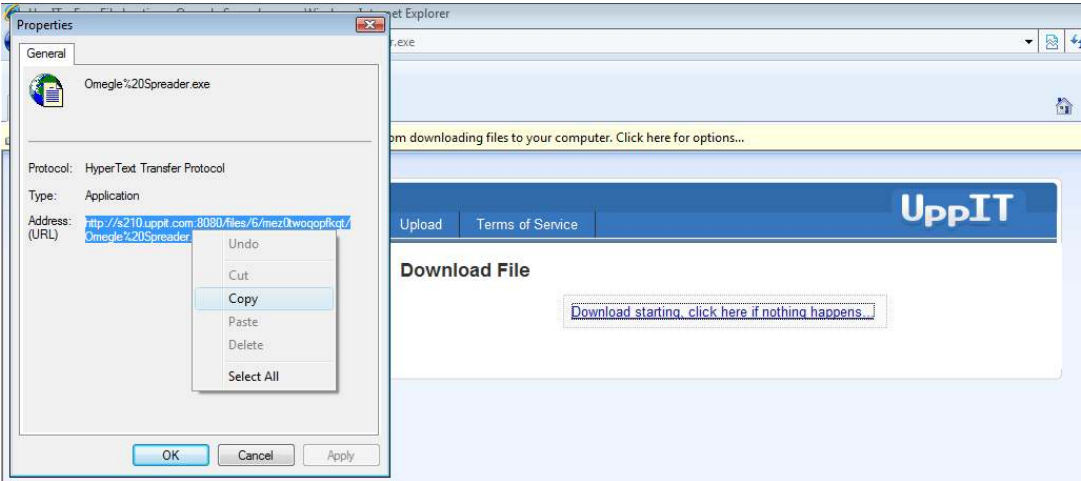 Properties
General
Omegle%20Spreader.exe
Protocol: HyperText Transfer Protocol
Type: Application
Address: http://s210.uppit.com:8080/files/6/mez0twoqopfkqt/
(URL) Omegle%20Spreader.
Undo
Cut
Copy
Paste
Delete
Select All
OK Cancel Apply
net Explorer
r.exe
om downloading files to your computer. Click here for options...
UppIT
Upload Terms of Service
Download File
Download starting, click here if nothing happens...